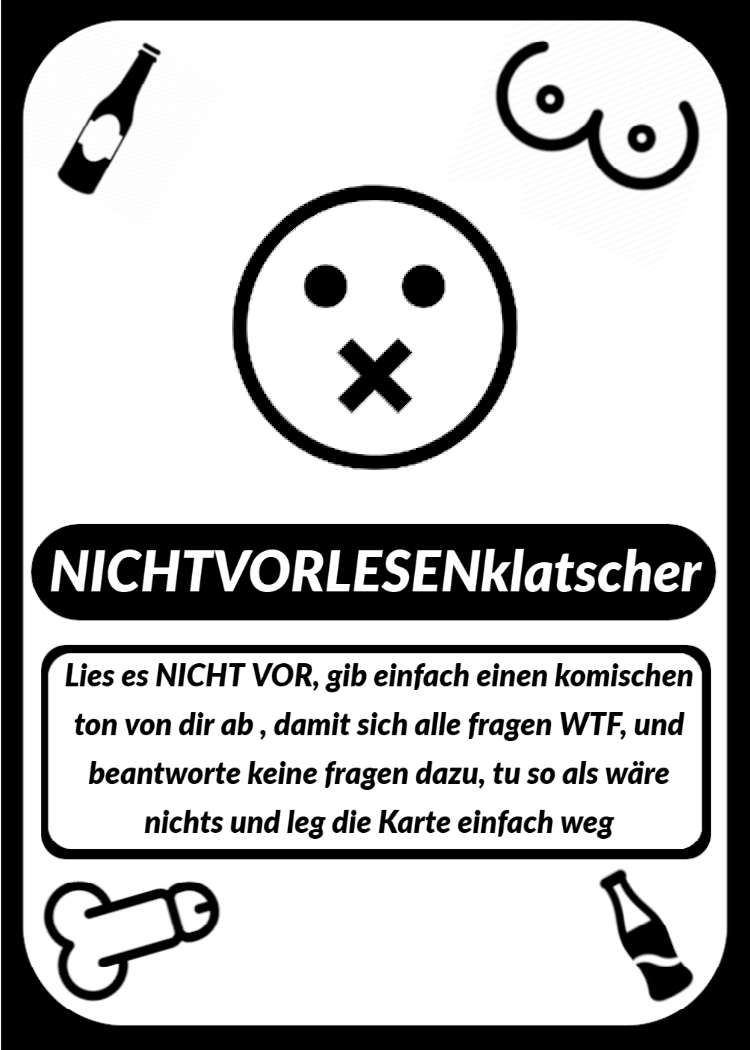 NICHTVORLESENklatscher
Lies es NICHT VOR, gib einfach einen komischen
ton von dir ab , damit sich alle fragen WTF, und
beantworte keine fragen dazu, tu so als wäre
nichts und leg die Karte einfach weg